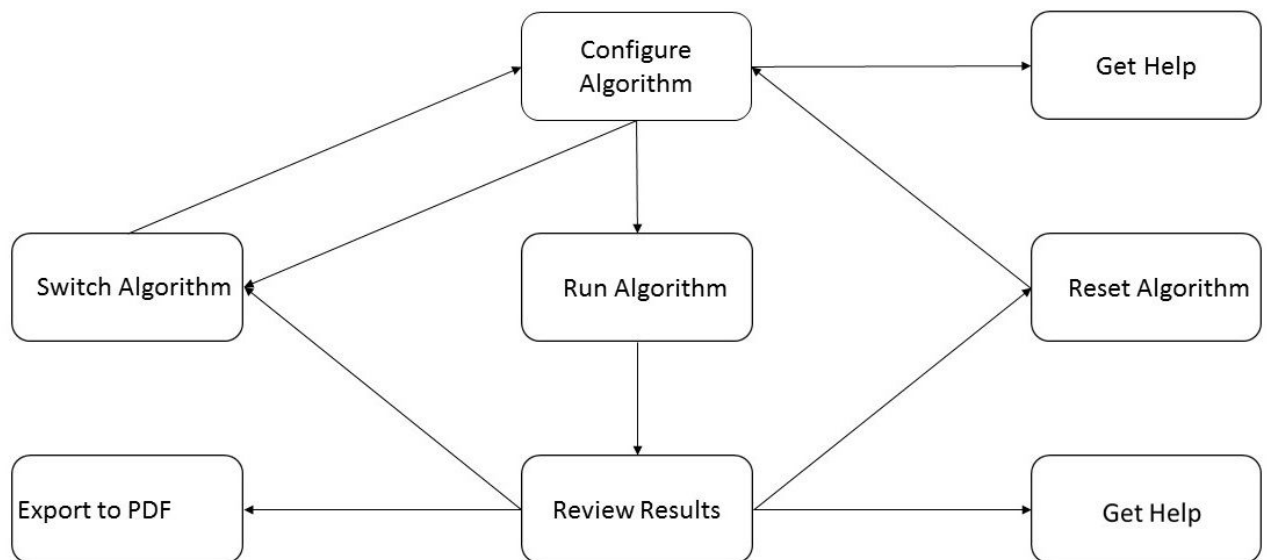 Configure
Algorithm
Get Help
Switch Algorithm
Run Algorithm
Reset Algorithm
Export to PDF
Review Results
Get Help